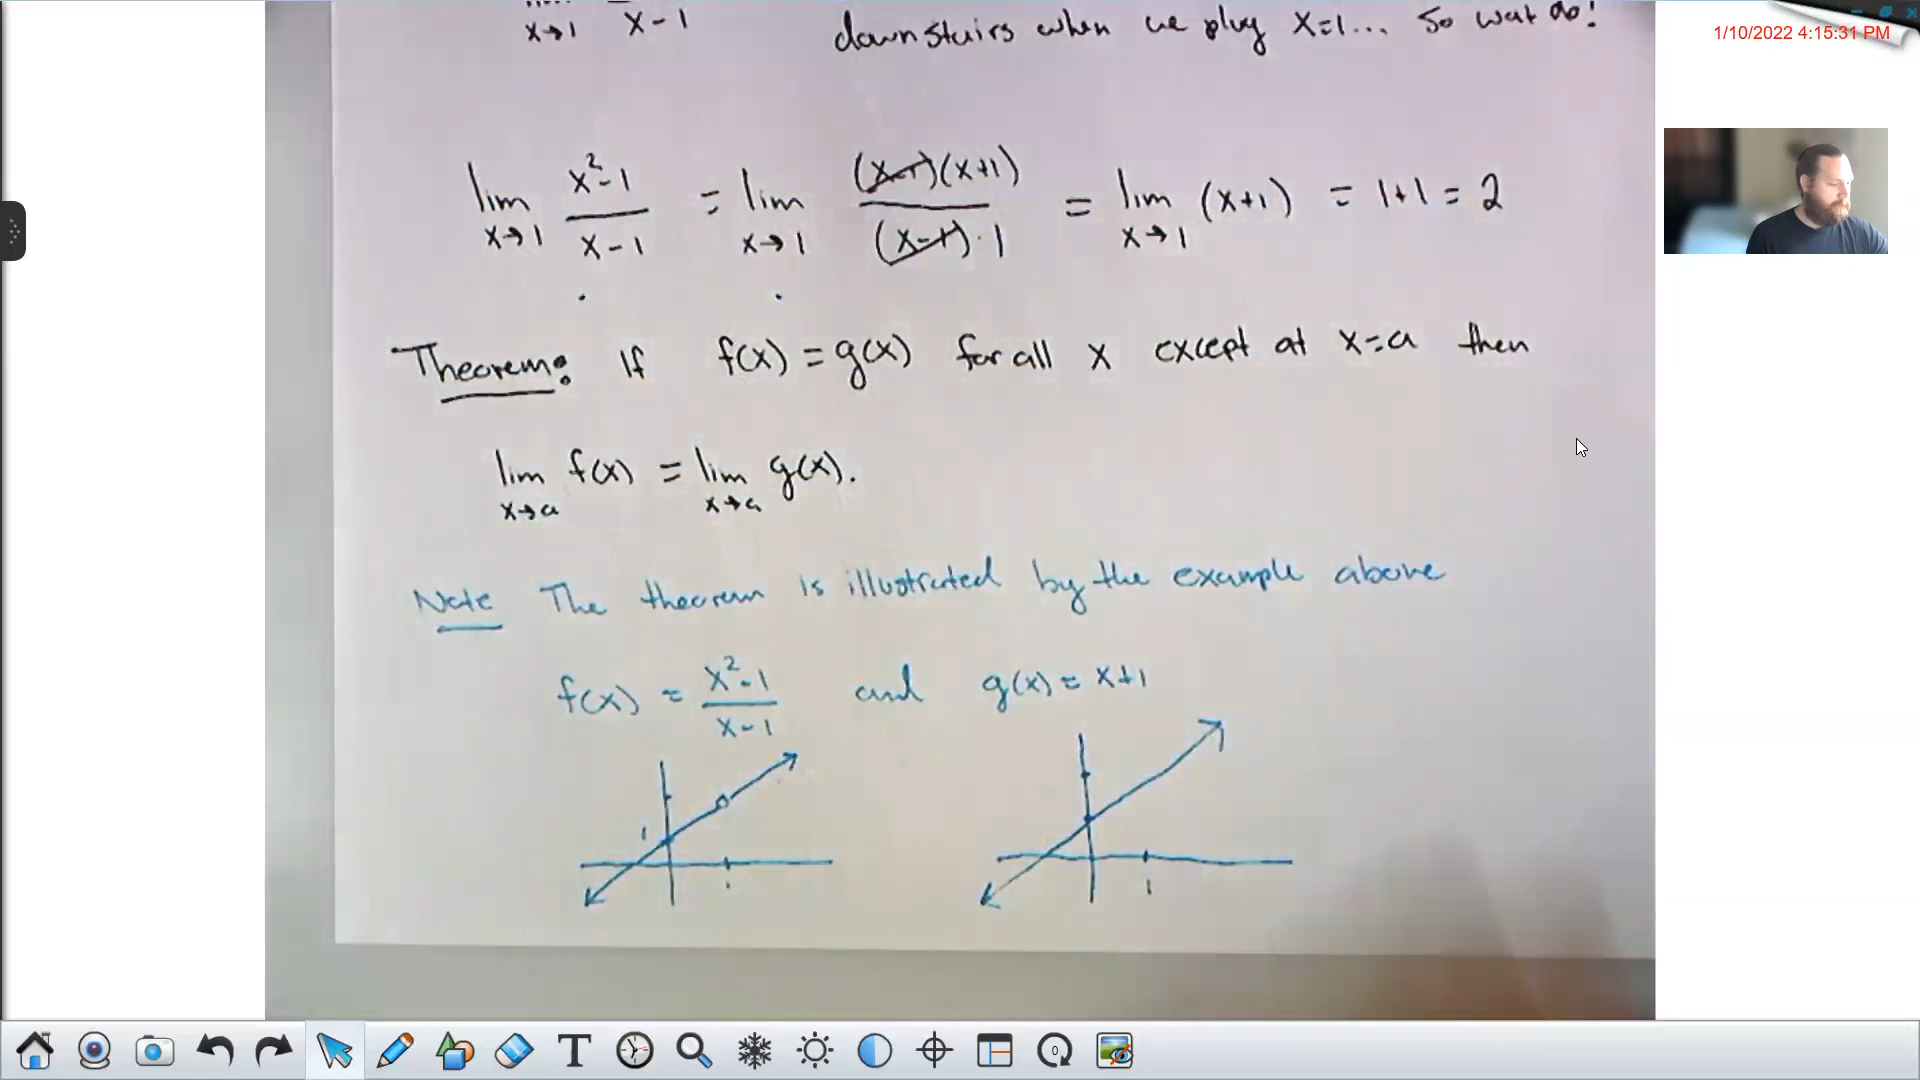 1/10/2022 4:15:31 PM
x→1 x-1
downstairs when we plug x=1... So wat do!
lim x→1 (x²-1)/(x-1) = lim x→1 (x-1)(x+1)/(x-1)·1 = lim x→1 (x+1) = 1+1 = 2
Theorem: If f(x) = g(x) for all x except at x=a then
lim x→a f(x) = lim x→a g(x).
Note The theorem is illustrated by the example above
f(x) = (x²-1)/(x-1) and g(x) = x+1
1
1 1
T 0